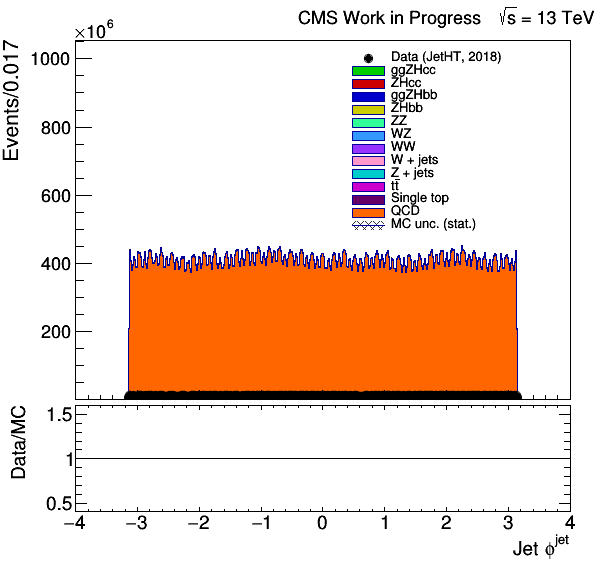 CMS Work in Progress √s = 13 TeV
×10⁶
Events/0.017
1000
800
600
400
200
Data (JetHT, 2018)
ggZHcc
ZHcc
ggZHbb
ZHbb
ZZ
WZ
WW
W + jets
Z + jets
tt̄
Single top
QCD
MC unc. (stat.)
Data/MC
1.5
1
0.5
−4 −3 −2 −1 0 1 2 3 4
Jet ϕ^jet